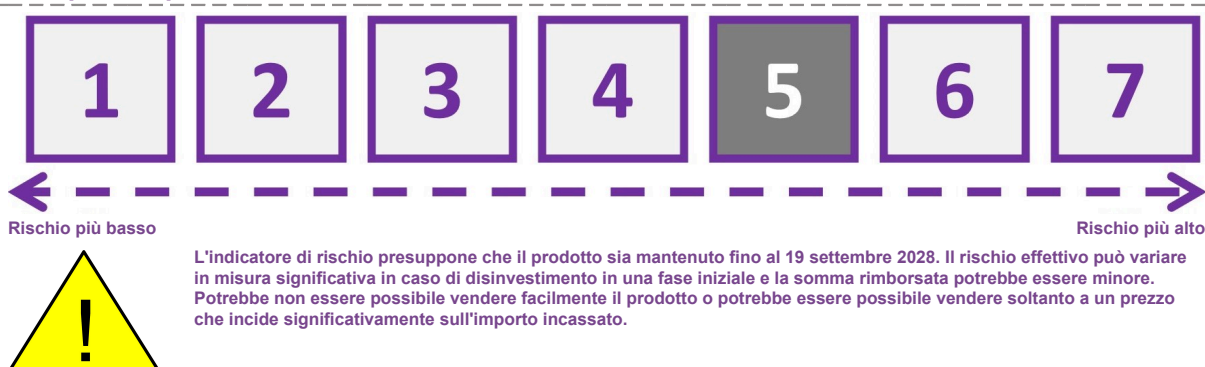 1 2 3 4 5 6 7
Rischio più basso Rischio più alto
L'indicatore di rischio presuppone che il prodotto sia mantenuto fino al 19 settembre 2028. Il rischio effettivo può variare
in misura significativa in caso di disinvestimento in una fase iniziale e la somma rimborsata potrebbe essere minore.
Potrebbe non essere possibile vendere facilmente il prodotto o potrebbe essere possibile vendere soltanto a un prezzo
che incide significativamente sull'importo incassato.
!